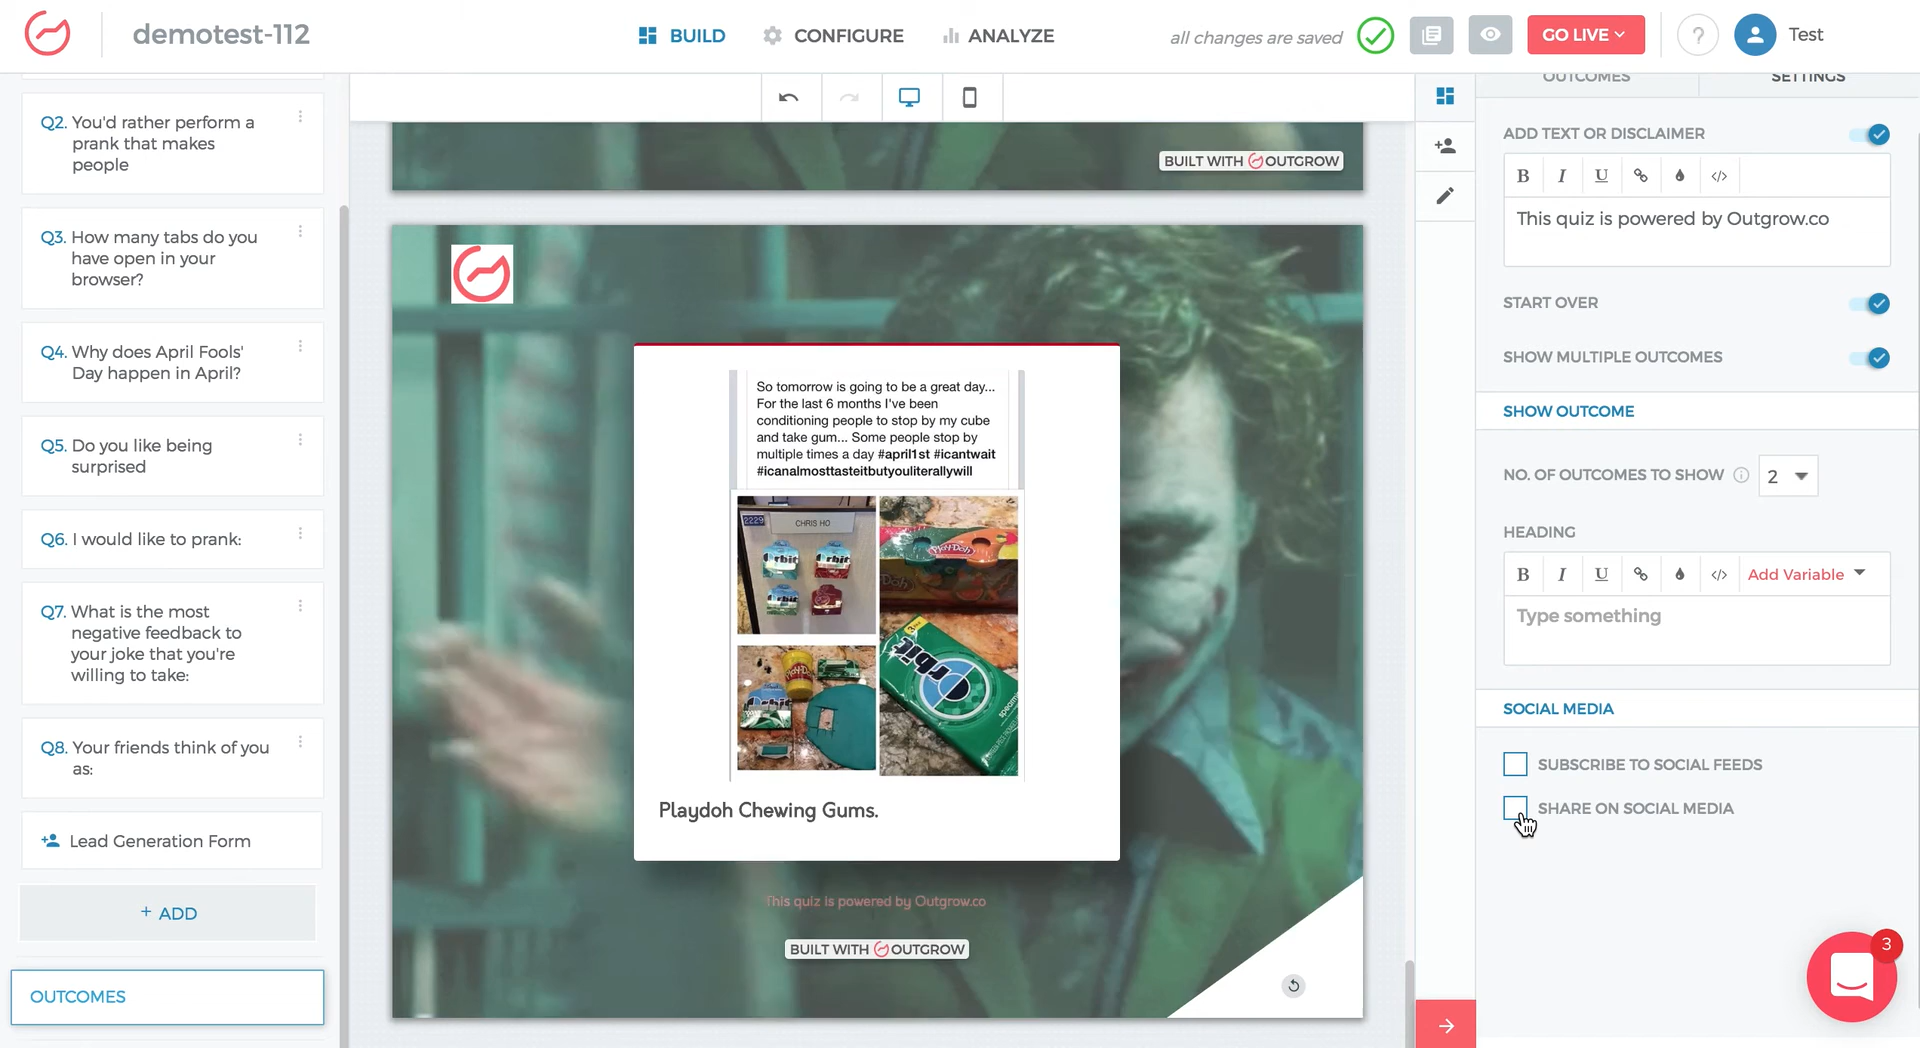 demotest-112
BUILD
CONFIGURE
ANALYZE
all changes are saved
GO LIVE
?
Test
Q2. You'd rather perform a
prank that makes
people
Q3. How many tabs do you
have open in your
browser?
Q4. Why does April Fools'
Day happen in April?
Q5. Do you like being
surprised
Q6. I would like to prank:
Q7. What is the most
negative feedback to
your joke that you're
willing to take:
Q8. Your friends think of you
as:
Lead Generation Form
+ ADD
OUTCOMES
BUILT WITH OUTGROW
So tomorrow is going to be a great day...
For the last 6 months I've been
conditioning people to stop by my cube
and take gum... Some people stop by
multiple times a day #april1st #icantwait
#icanalmosttasteitbutyouliterallywill
2229
CHRIS HO
Orbit
Orbit
Orbit
Play-Doh
Orbit
Playdoh Chewing Gums.
This quiz is powered by Outgrow.co
BUILT WITH OUTGROW
OUTCOMES
SETTINGS
ADD TEXT OR DISCLAIMER
B I U </>
This quiz is powered by Outgrow.co
START OVER
SHOW MULTIPLE OUTCOMES
SHOW OUTCOME
NO. OF OUTCOMES TO SHOW
2
HEADING
B I U </> Add Variable
Type something
SOCIAL MEDIA
SUBSCRIBE TO SOCIAL FEEDS
SHARE ON SOCIAL MEDIA
3